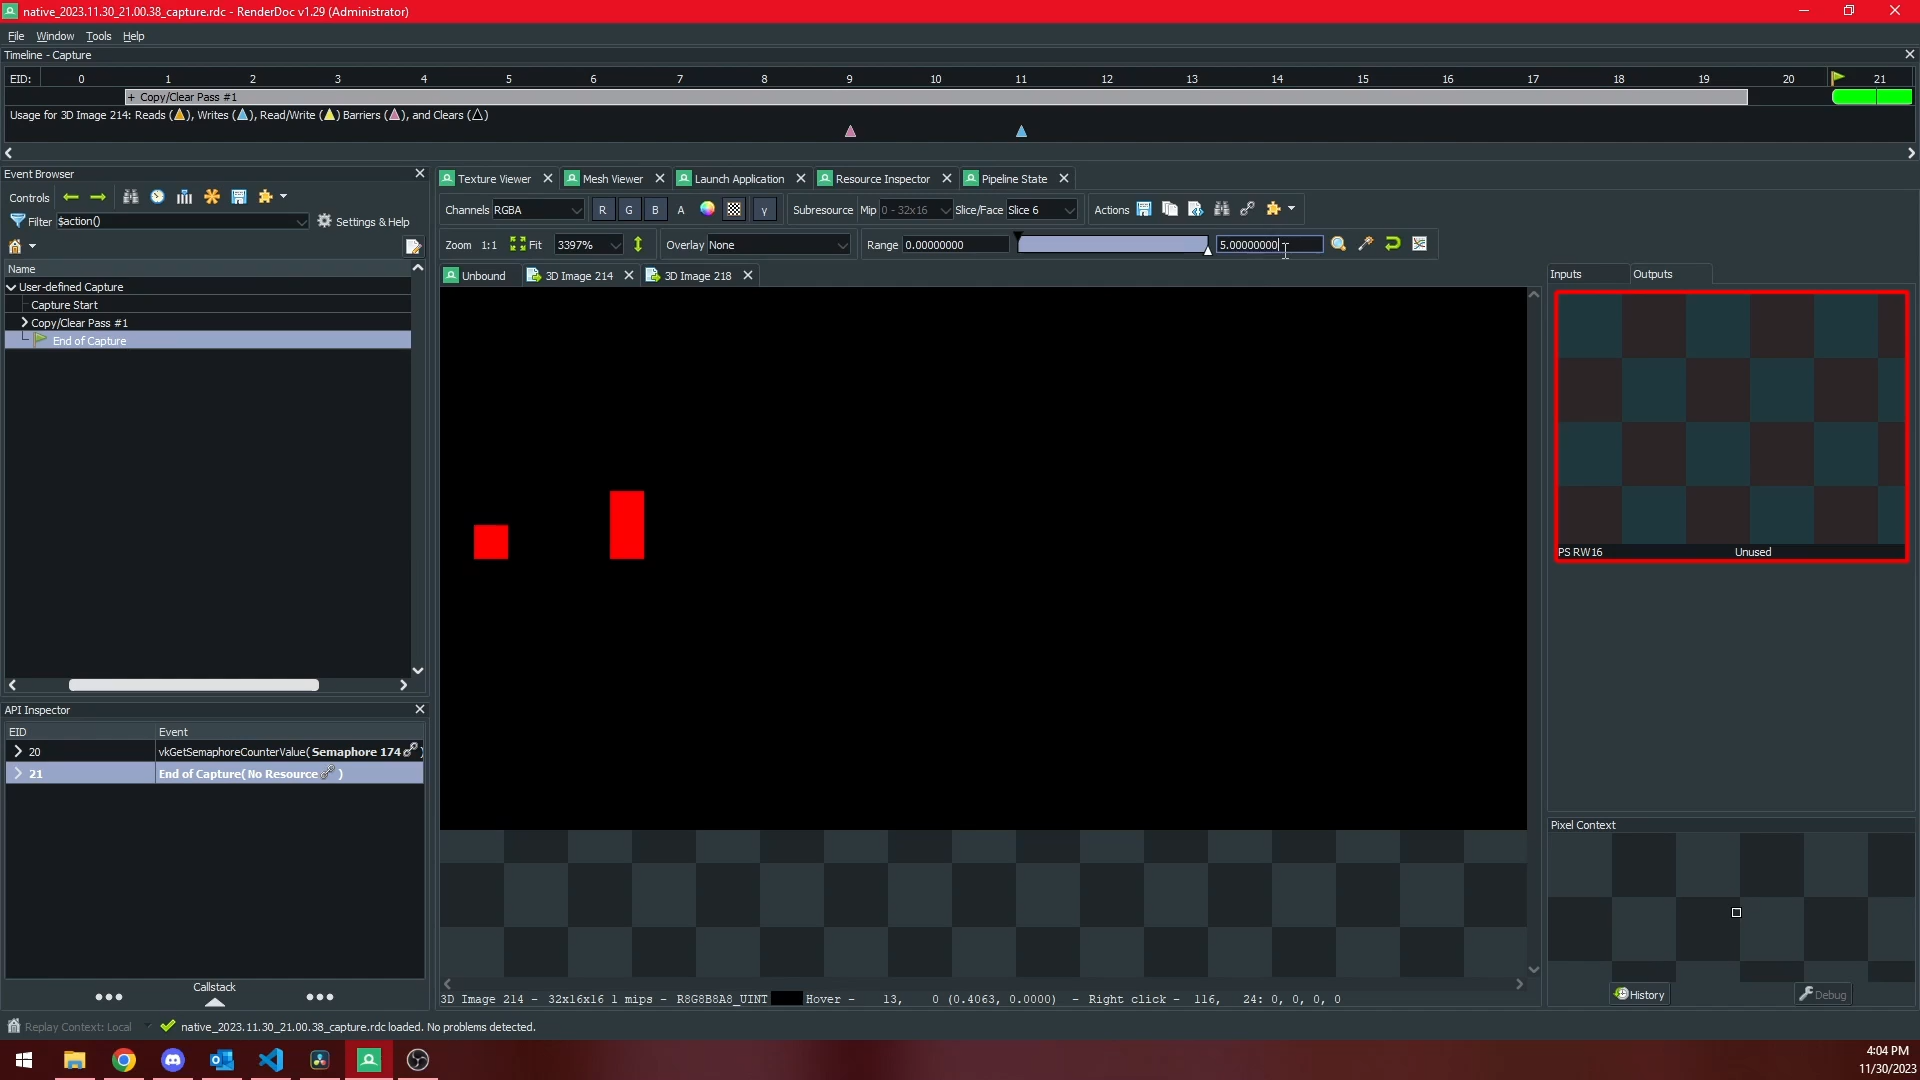 native_2023.11.30_21.00.38_capture.rdc - RenderDoc v1.29 (Administrator)
File Window Tools Help
Timeline - Capture
EID: 0 1 2 3 4 5 6 7 8 9 10 11 12 13 14 15 16 17 18 19 20 21
+ Copy/Clear Pass #1
Usage for 3D Image 214: Reads (△), Writes (△), Read/Write (△) Barriers (△), and Clears (△)
Event Browser
Controls
Filter $action() Settings & Help
Name
User-defined Capture
Capture Start
Copy/Clear Pass #1
End of Capture
API Inspector
EID Event
20 vkGetSemaphoreCounterValue( Semaphore 174 )
21 End of Capture( No Resource )
Callstack
Texture Viewer Mesh Viewer Launch Application Resource Inspector Pipeline State
Channels RGBA R G B A γ Subresource Mip 0 - 32x16 Slice/Face Slice 6 Actions
Zoom 1:1 Fit 3397% Overlay None Range 0.00000000 5.00000000
Unbound 3D Image 214 3D Image 218
3D Image 214 - 32x16x16 1 mips - R8G8B8A8_UINT Hover - 13, 0 (0.4063, 0.0000) - Right click - 116, 24: 0, 0, 0, 0
Inputs Outputs
PS RW16 Unused
Pixel Context
History Debug
Replay Context: Local native_2023.11.30_21.00.38_capture.rdc loaded. No problems detected.
4:04 PM
11/30/2023